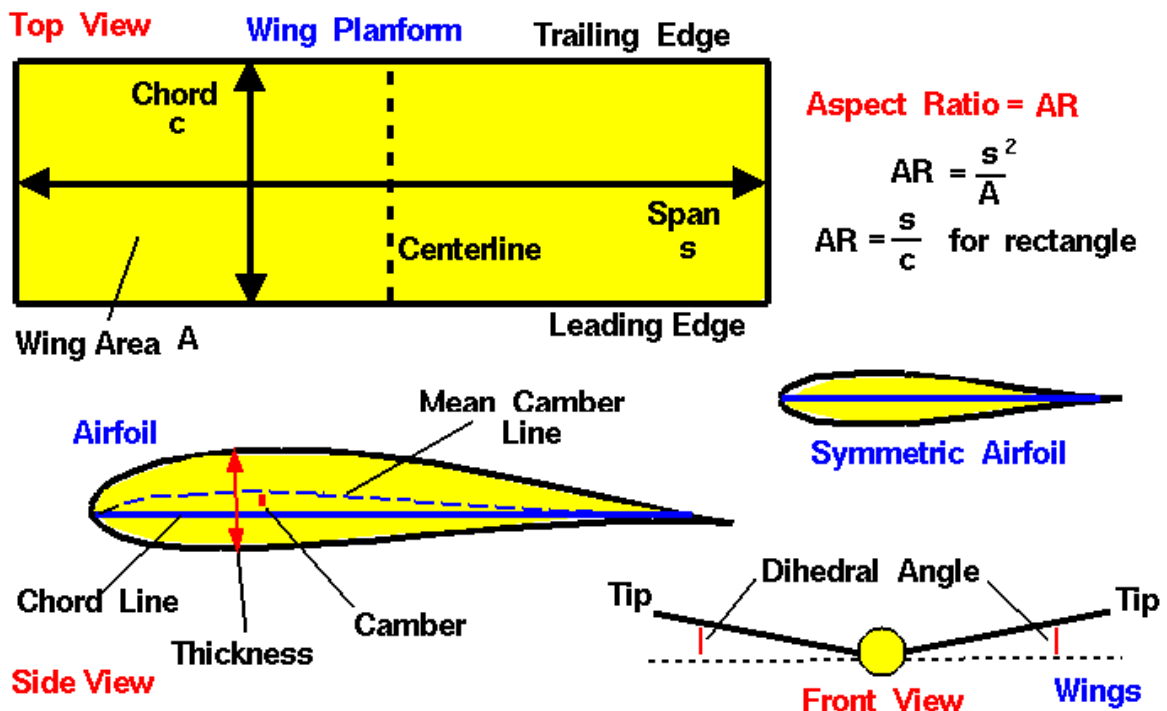 Top View
Wing Planform
Trailing Edge
Chord
c
Span
s
Centerline
Wing Area A
Leading Edge
Aspect Ratio = AR
AR = s²/A
AR = s/c for rectangle
Airfoil
Mean Camber
Line
Symmetric Airfoil
Chord Line
Camber
Thickness
Side View
Dihedral Angle
Tip
Tip
Front View
Wings